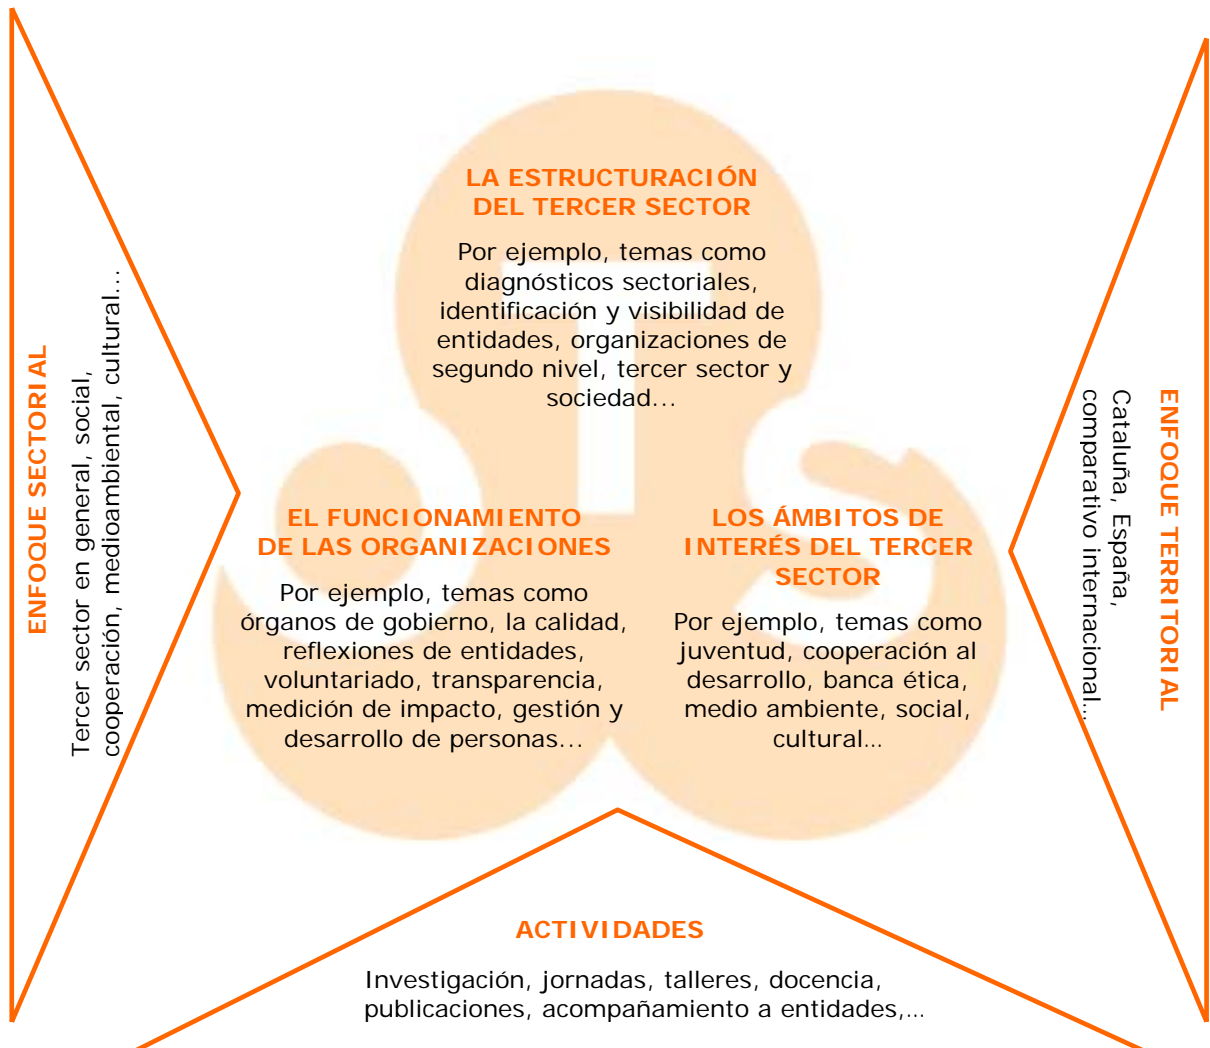 LA ESTRUCTURACIÓN
DEL TERCER SECTOR
Por ejemplo, temas como
diagnósticos sectoriales,
identificación y visibilidad de
entidades, organizaciones de
segundo nivel, tercer sector y
sociedad...
ENFOQUE SECTORIAL
Tercer sector en general, social,
cooperación, medioambiental, cultural...
EL FUNCIONAMIENTO
DE LAS ORGANIZACIONES
Por ejemplo, temas como
órganos de gobierno, la calidad,
reflexiones de entidades,
voluntariado, transparencia,
medición de impacto, gestión y
desarrollo de personas...
LOS ÁMBITOS DE
INTERÉS DEL TERCER
SECTOR
Por ejemplo, temas como
juventud, cooperación al
desarrollo, banca ética,
medio ambiente, social,
cultural...
ENFOQUE TERRITORIAL
Cataluña, España,
comparativo internacional...
OTS
ACTIVIDADES
Investigación, jornadas, talleres, docencia,
publicaciones, acompañamiento a entidades,...